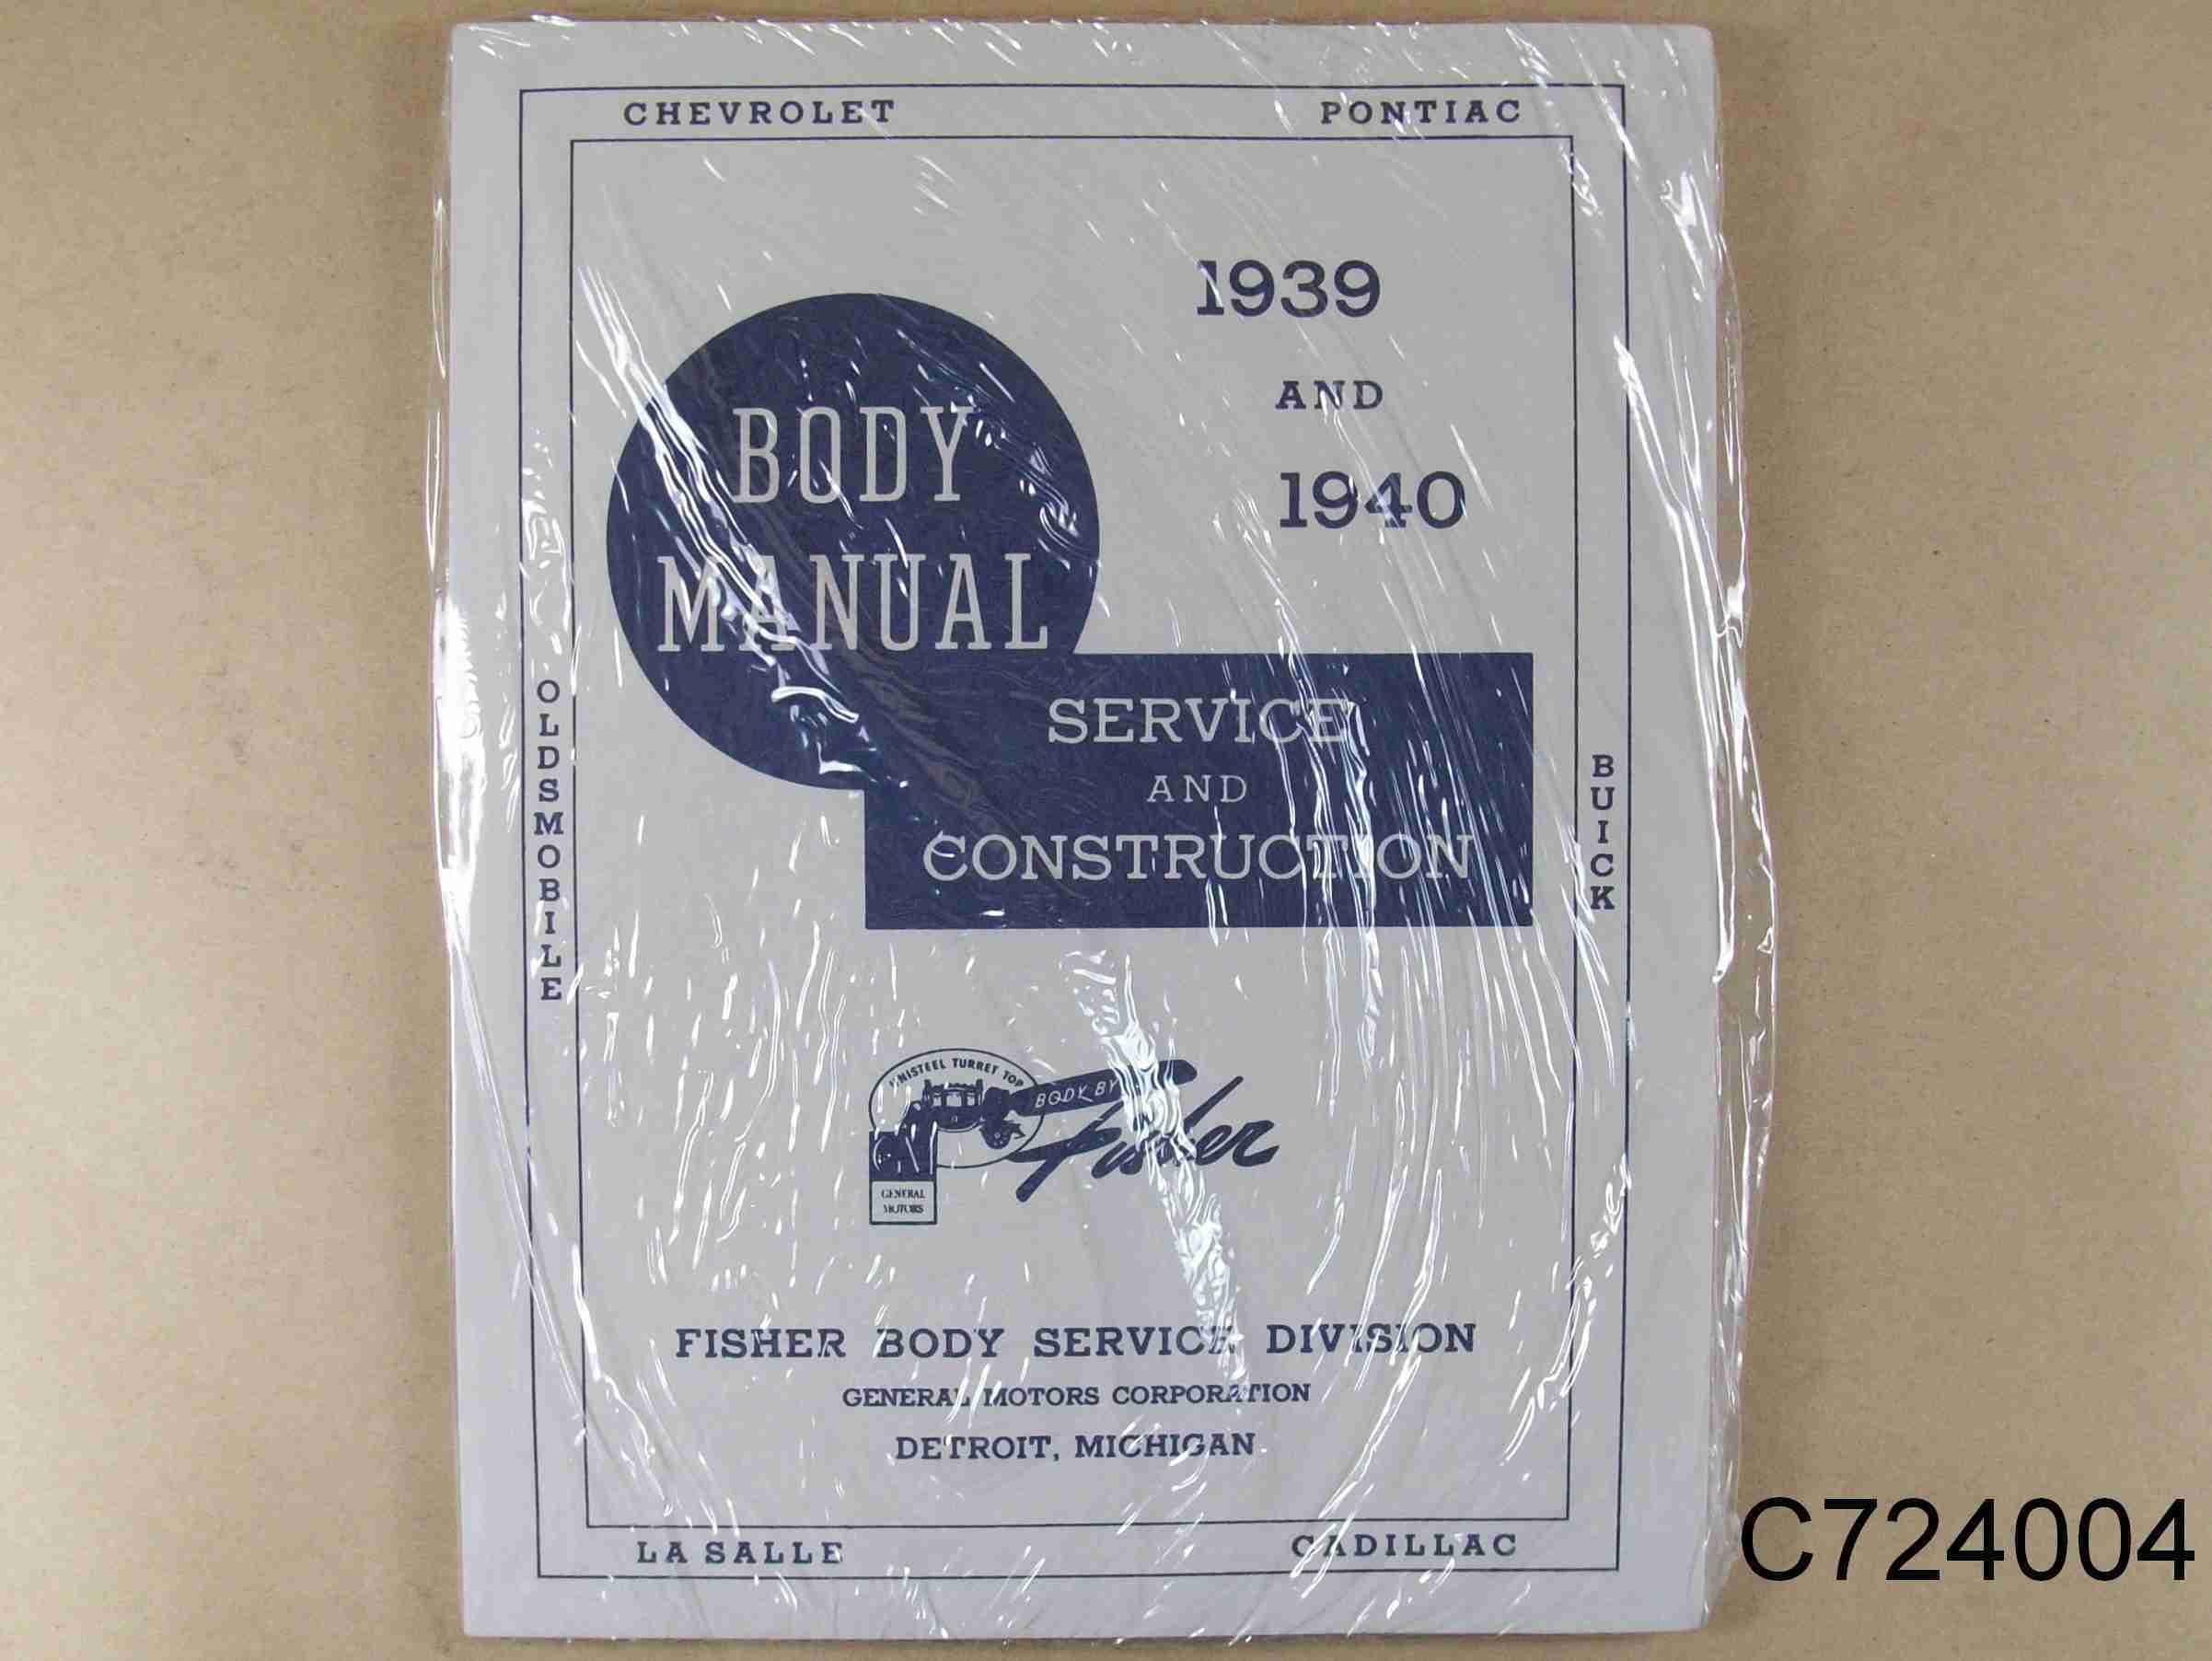 CHEVROLET PONTIAC
1939
AND
1940
BODY
MANUAL
SERVICE
AND
CONSTRUCTION
OLDSMOBILE
BUICK
UNISTEEL TURRET TOP
BODY BY
Fisher
GENERAL
MOTORS
FISHER BODY SERVICE DIVISION
GENERAL MOTORS CORPORATION
DETROIT, MICHIGAN
LA SALLE CADILLAC
C724004